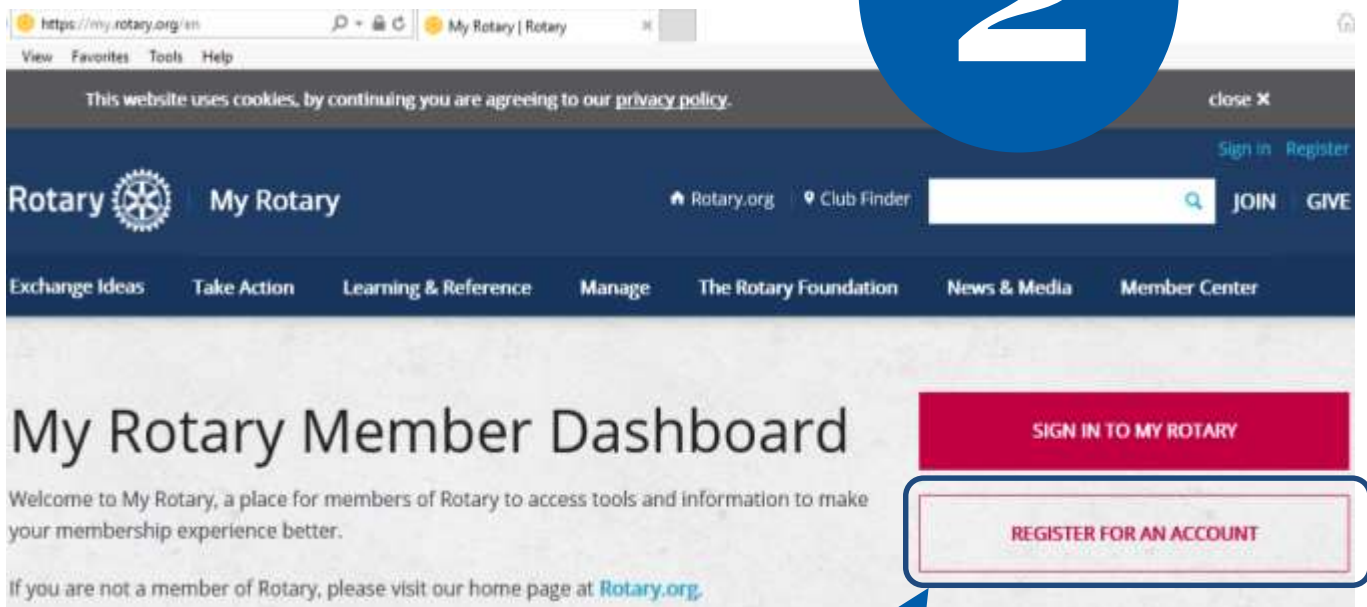 https://my.rotary.org/en My Rotary | Rotary
View Favorites Tools Help
2
This website uses cookies, by continuing you are agreeing to our privacy policy. close X
Sign in Register
Rotary My Rotary Rotary.org Club Finder JOIN GIVE
Exchange Ideas Take Action Learning & Reference Manage The Rotary Foundation News & Media Member Center
My Rotary Member Dashboard
SIGN IN TO MY ROTARY
Welcome to My Rotary, a place for members of Rotary to access tools and information to make
your membership experience better.
REGISTER FOR AN ACCOUNT
If you are not a member of Rotary, please visit our home page at Rotary.org.